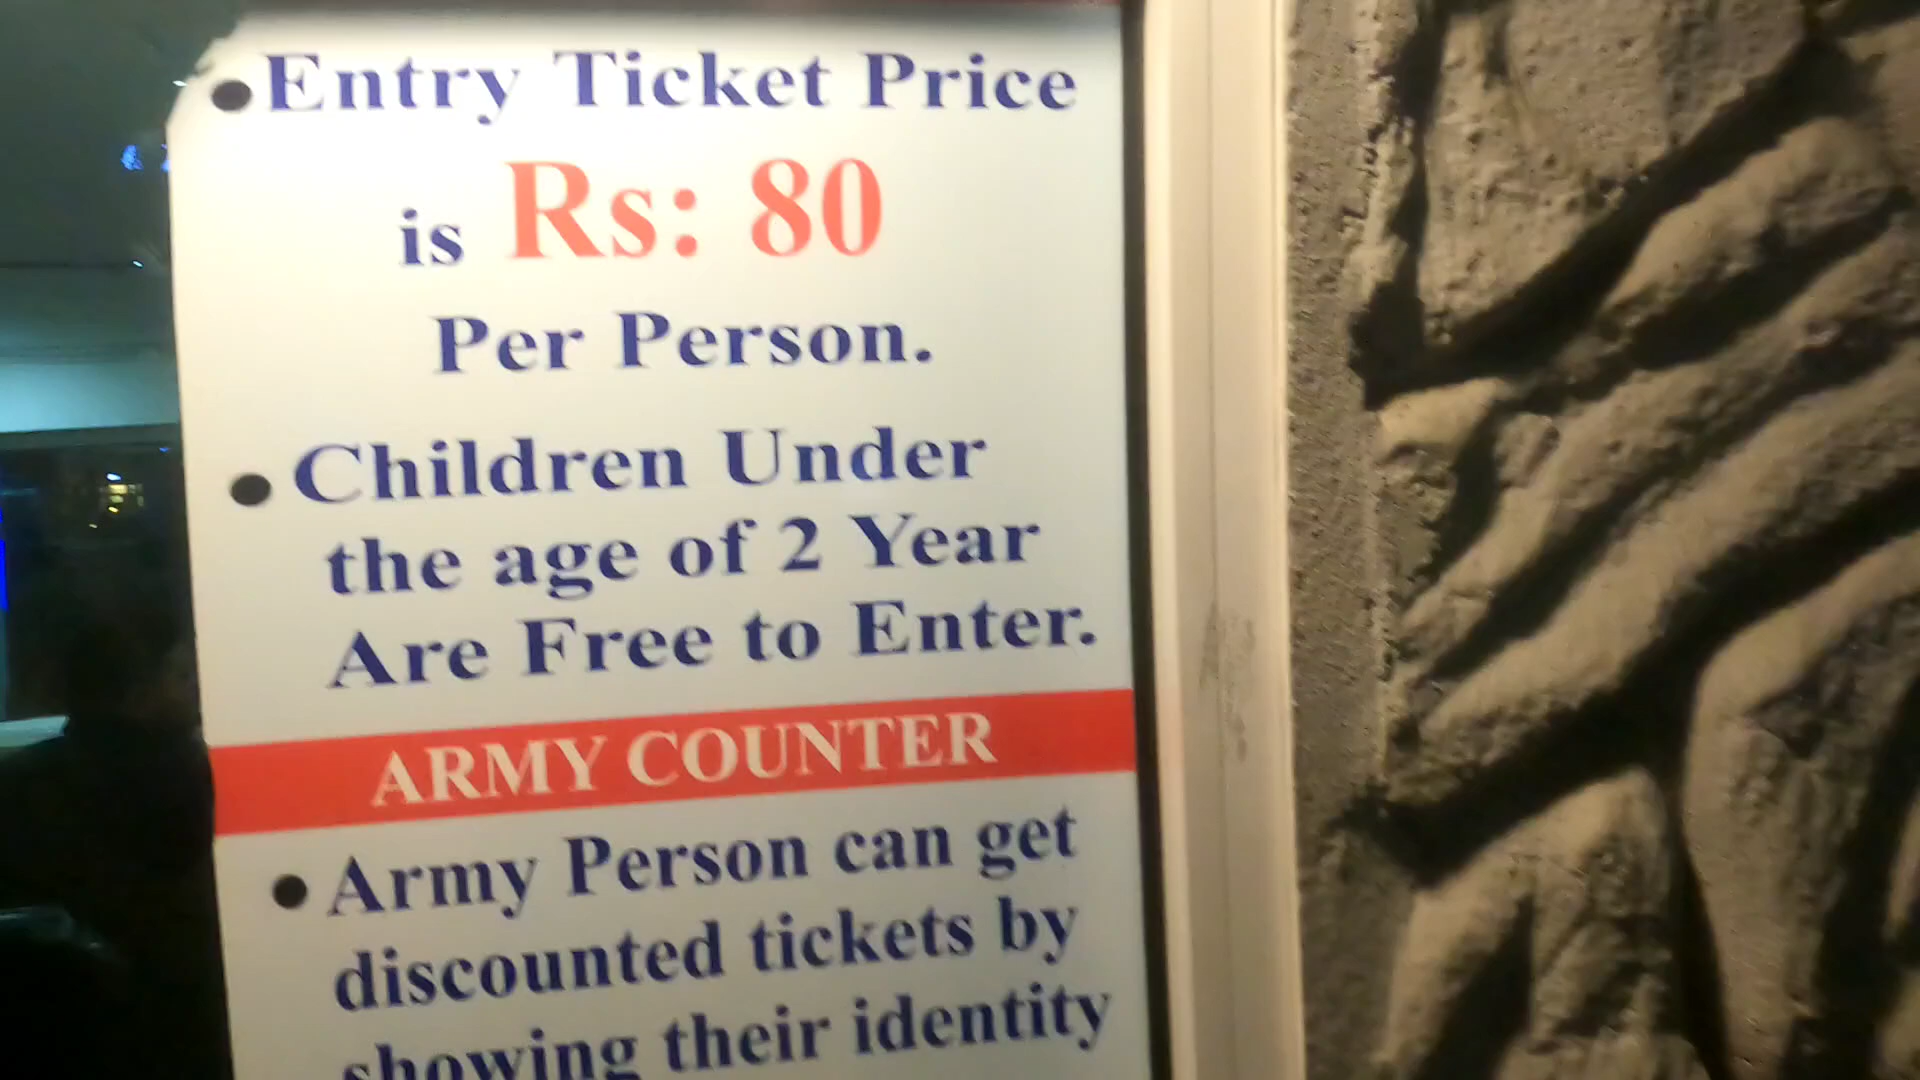 •Entry Ticket Price
is Rs: 80
Per Person.
• Children Under
the age of 2 Year
Are Free to Enter.
ARMY COUNTER
• Army Person can get
discounted tickets by
showing their identity